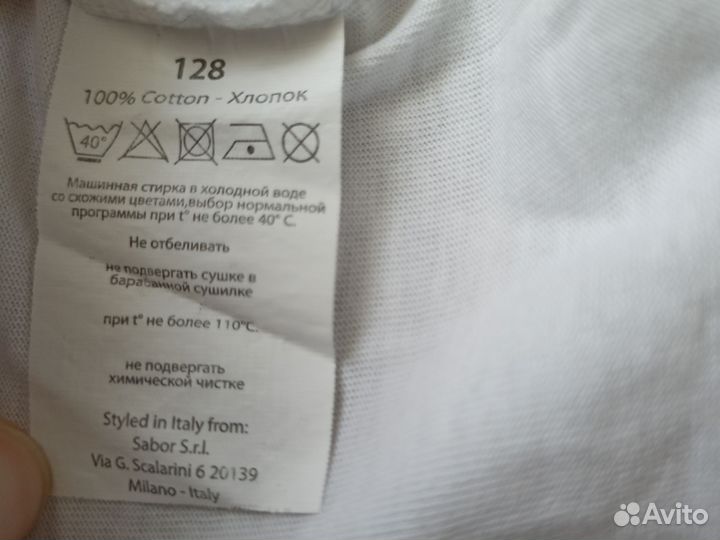 128
100% Cotton - Хлопок
40°
Машинная стирка в холодной воде
со схожими цветами,выбор нормальной
программы при t° не более 40° C.
Не отбеливать
не подвергать сушке в
барабанной сушилке
при t° не более 110°C.
не подвергать
химической чистке
Styled in Italy from:
Sabor S.r.l.
Via G. Scalarini 6 20139
Milano - Italy
Avito